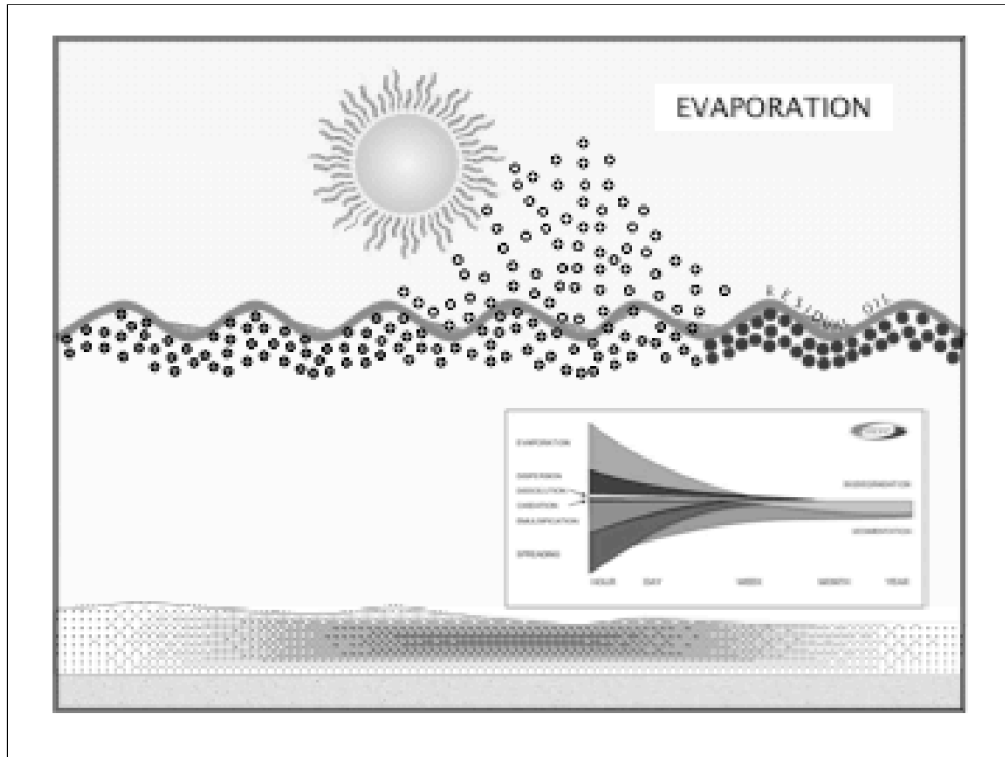 EVAPORATION
RESIDUAL OIL
EVAPORATION
DISPERSION
DISSOLUTION
OXIDATION
EMULSIFICATION
SPREADING
BIODEGRADATION
SEDIMENTATION
HOUR DAY WEEK MONTH YEAR